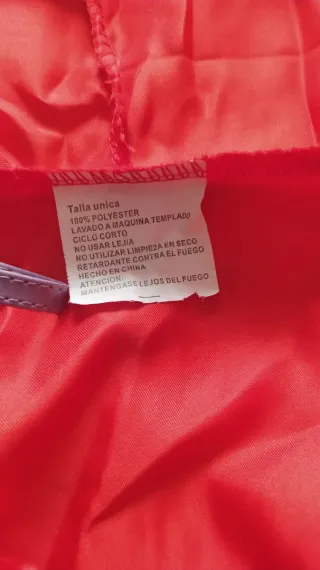 Talla unica
100% POLYESTER
LAVADO A MAQUINA TEMPLADO
CICLO CORTO
NO USAR LEJIA
NO UTILIZAR LIMPIEZA EN SECO
RETARDANTE CONTRA EL FUEGO
HECHO EN CHINA
ATENCION:
MANTENGASE LEJOS DEL FUEGO